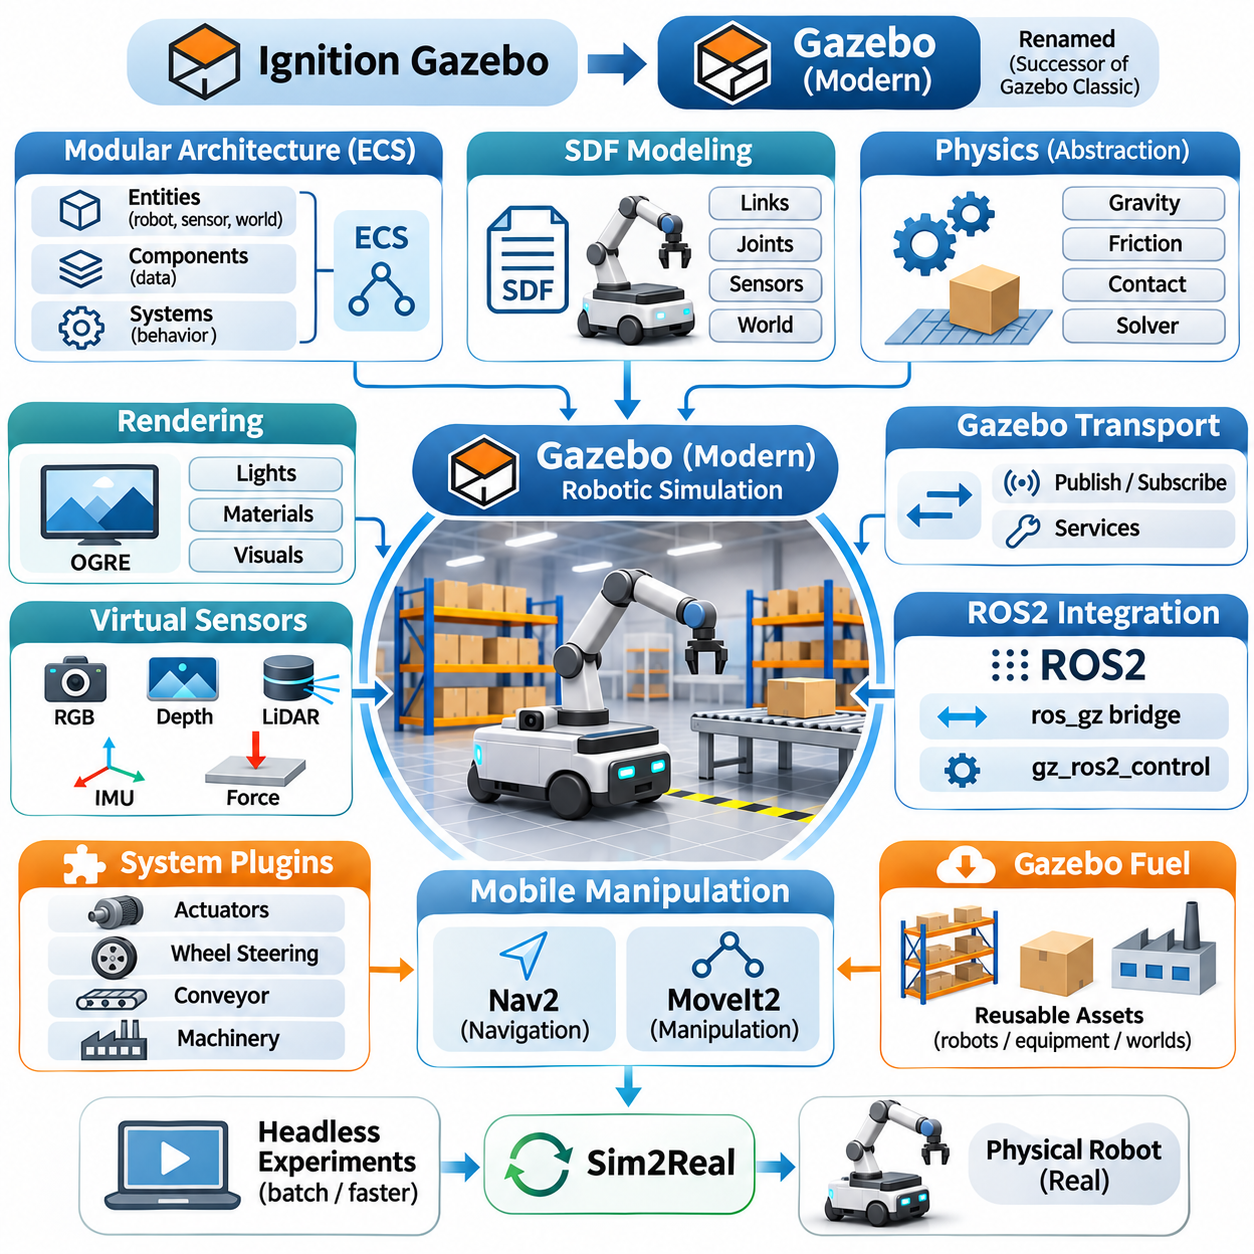 Ignition Gazebo
Gazebo
(Modern)
Renamed
(Successor of
Gazebo Classic)
Modular Architecture (ECS)
Entities
(robot, sensor, world)
Components
(data)
Systems
(behavior)
ECS
SDF Modeling
SDF
Links
Joints
Sensors
World
Physics (Abstraction)
Gravity
Friction
Contact
Solver
Rendering
OGRE
Lights
Materials
Visuals
Gazebo (Modern)
Robotic Simulation
Gazebo Transport
Publish / Subscribe
Services
Virtual Sensors
RGB
Depth
LiDAR
IMU
Force
ROS2 Integration
ROS2
ros_gz bridge
gz_ros2_control
System Plugins
Actuators
Wheel Steering
Conveyor
Machinery
Mobile Manipulation
Nav2
(Navigation)
MoveIt2
(Manipulation)
Gazebo Fuel
Reusable Assets
(robots / equipment / worlds)
Headless
Experiments
(batch / faster)
Sim2Real
Physical Robot
(Real)